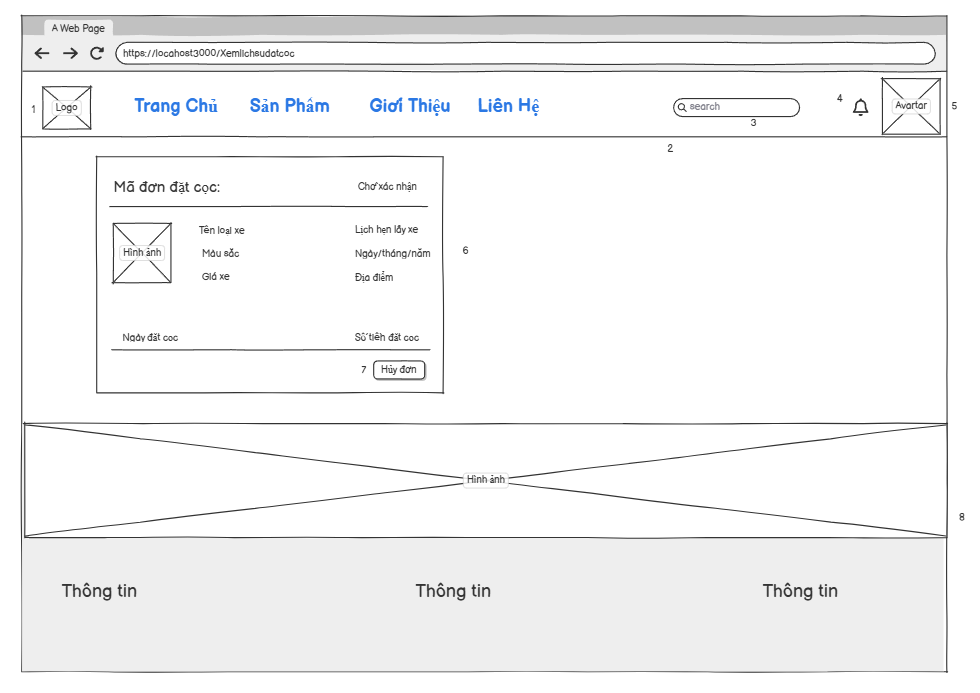 A Web Page
https://locahost3000/Xemlichsudatcoc
1 Logo Trang Chủ Sản Phẩm Giới Thiệu Liên Hệ search 3 4 Avartar 5
2
Mã đơn đặt cọc: Chờ xác nhận
Hình ảnh
Tên loại xe Lịch hẹn lấy xe
Màu sắc Ngày/tháng/năm 6
Giá xe Địa điểm
Ngày đặt cọc Số tiền đặt cọc
7 Hủy đơn
Hình ảnh
8
Thông tin Thông tin Thông tin